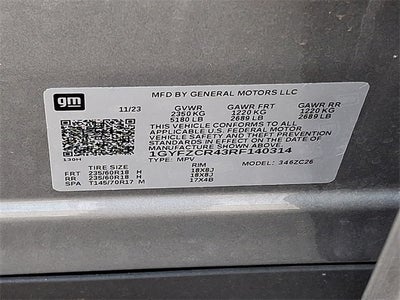 gm
MFD BY GENERAL MOTORS LLC
11/23 GVWR GAWR FRT GAWR RR
2350 KG 1220 KG 1220 KG
5180 LB 2689 LB 2689 LB
THIS VEHICLE CONFORMS TO ALL
APPLICABLE U.S. FEDERAL MOTOR
VEHICLE SAFETY AND THEFT PREVENTION
STANDARDS IN EFFECT ON THE DATE OF
MANUFACTURE SHOWN ABOVE.
1GYFZCR43RF140314
TYPE: MPV MODEL: 346ZC26
TIRE SIZE RIM
FRT 235/60R18 H 18X8J
RR 235/60R18 H 18X8J
SPA T145/70R17 M 17X4B